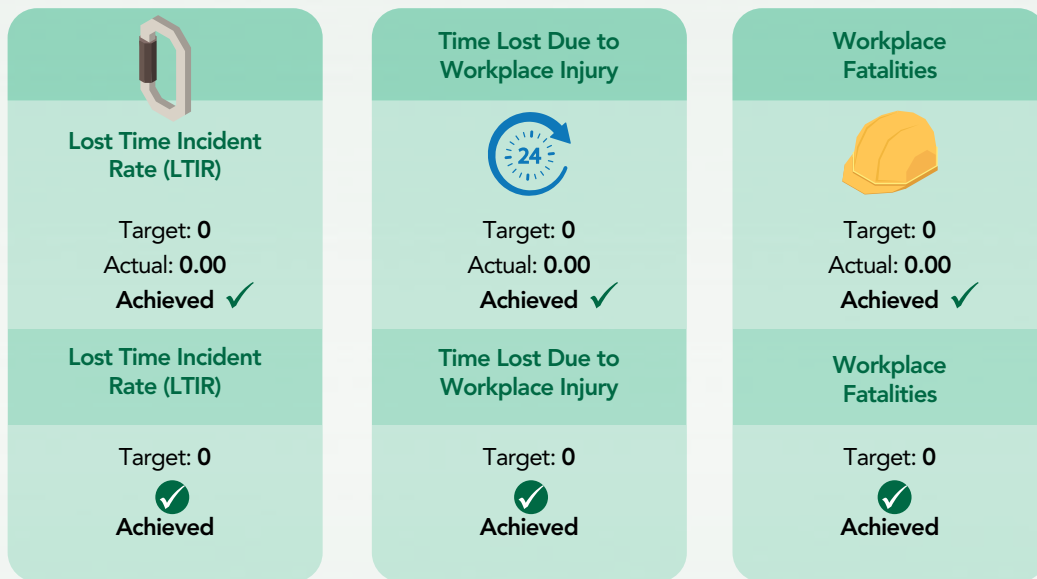 Lost Time Incident
Rate (LTIR)
Target: 0
Actual: 0.00
Achieved
Lost Time Incident
Rate (LTIR)
Target: 0
Achieved
Time Lost Due to
Workplace Injury
24
Target: 0
Actual: 0.00
Achieved
Time Lost Due to
Workplace Injury
Target: 0
Achieved
Workplace
Fatalities
Target: 0
Actual: 0.00
Achieved
Workplace
Fatalities
Target: 0
Achieved